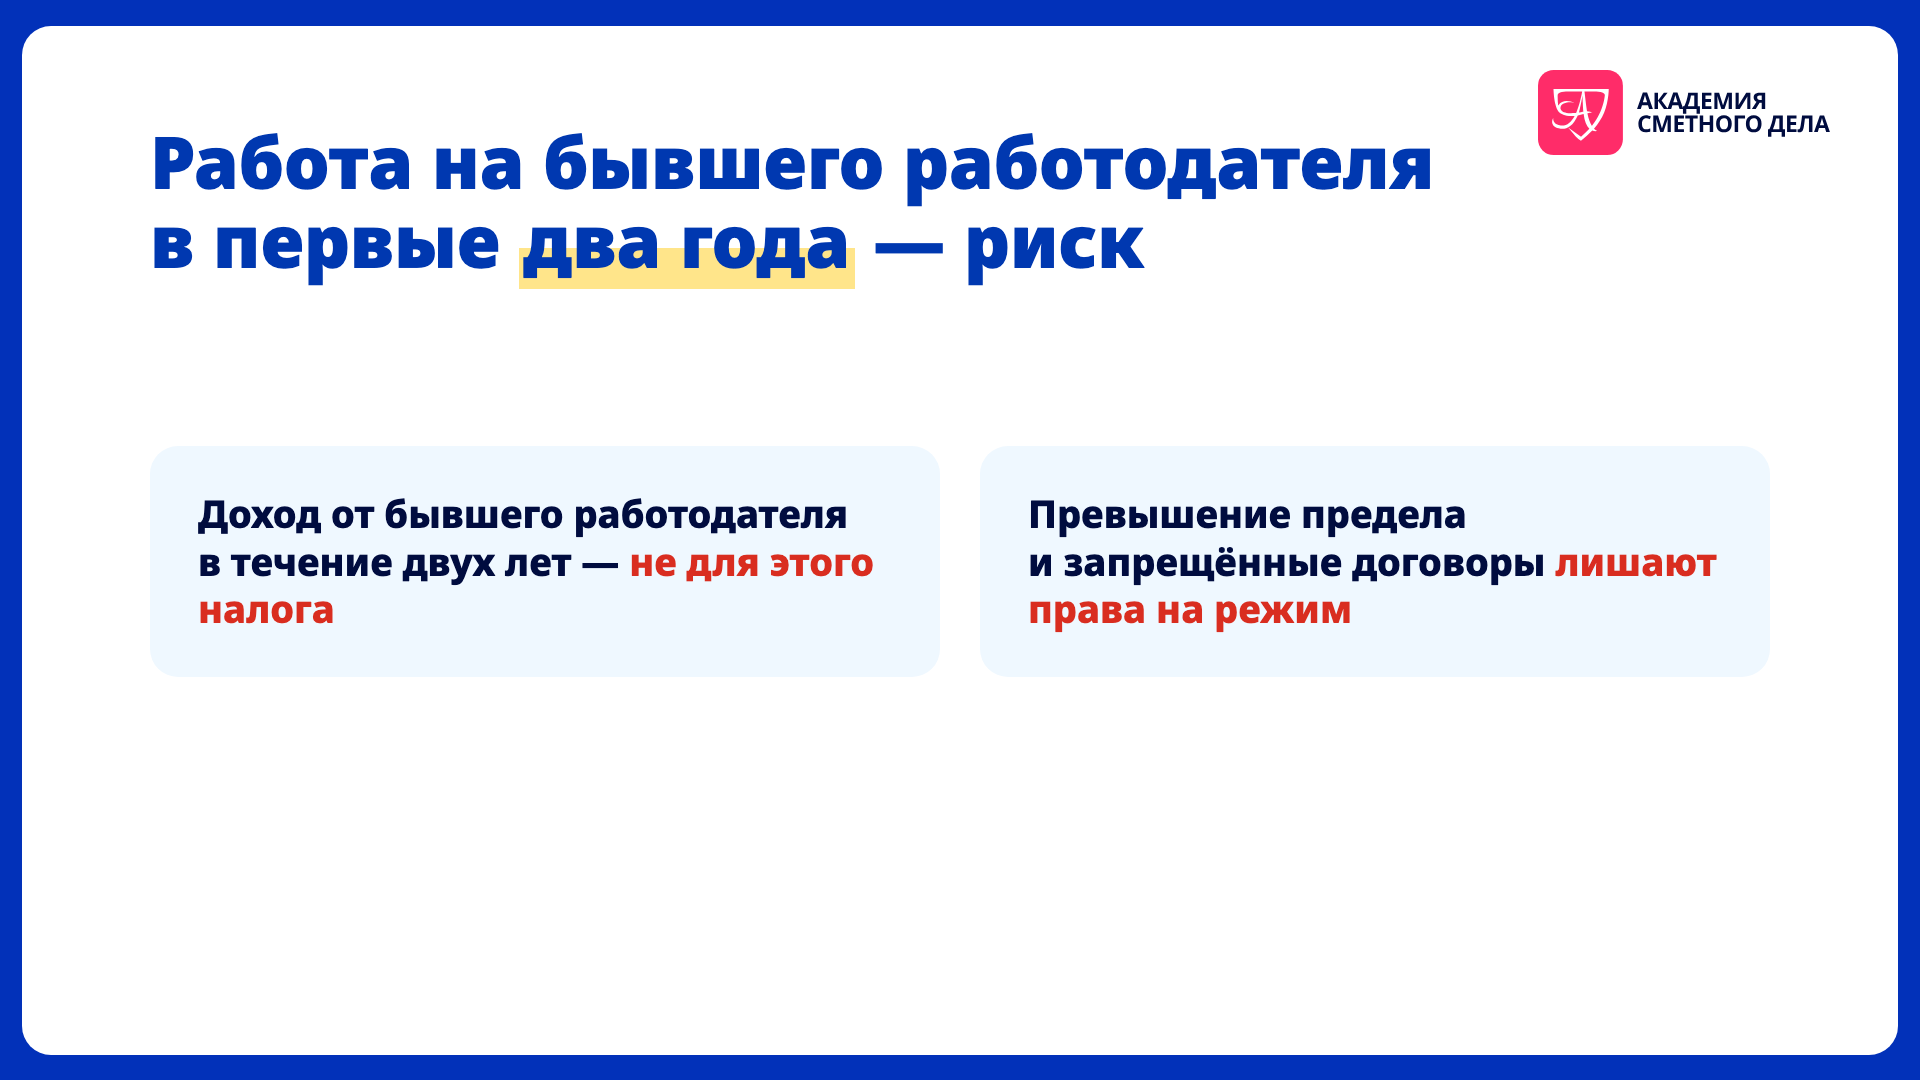 АКАДЕМИЯ
СМЕТНОГО ДЕЛА
Работа на бывшего работодателя
в первые два года — риск
Доход от бывшего работодателя
в течение двух лет — не для этого
налога
Превышение предела
и запрещённые договоры лишают
права на режим